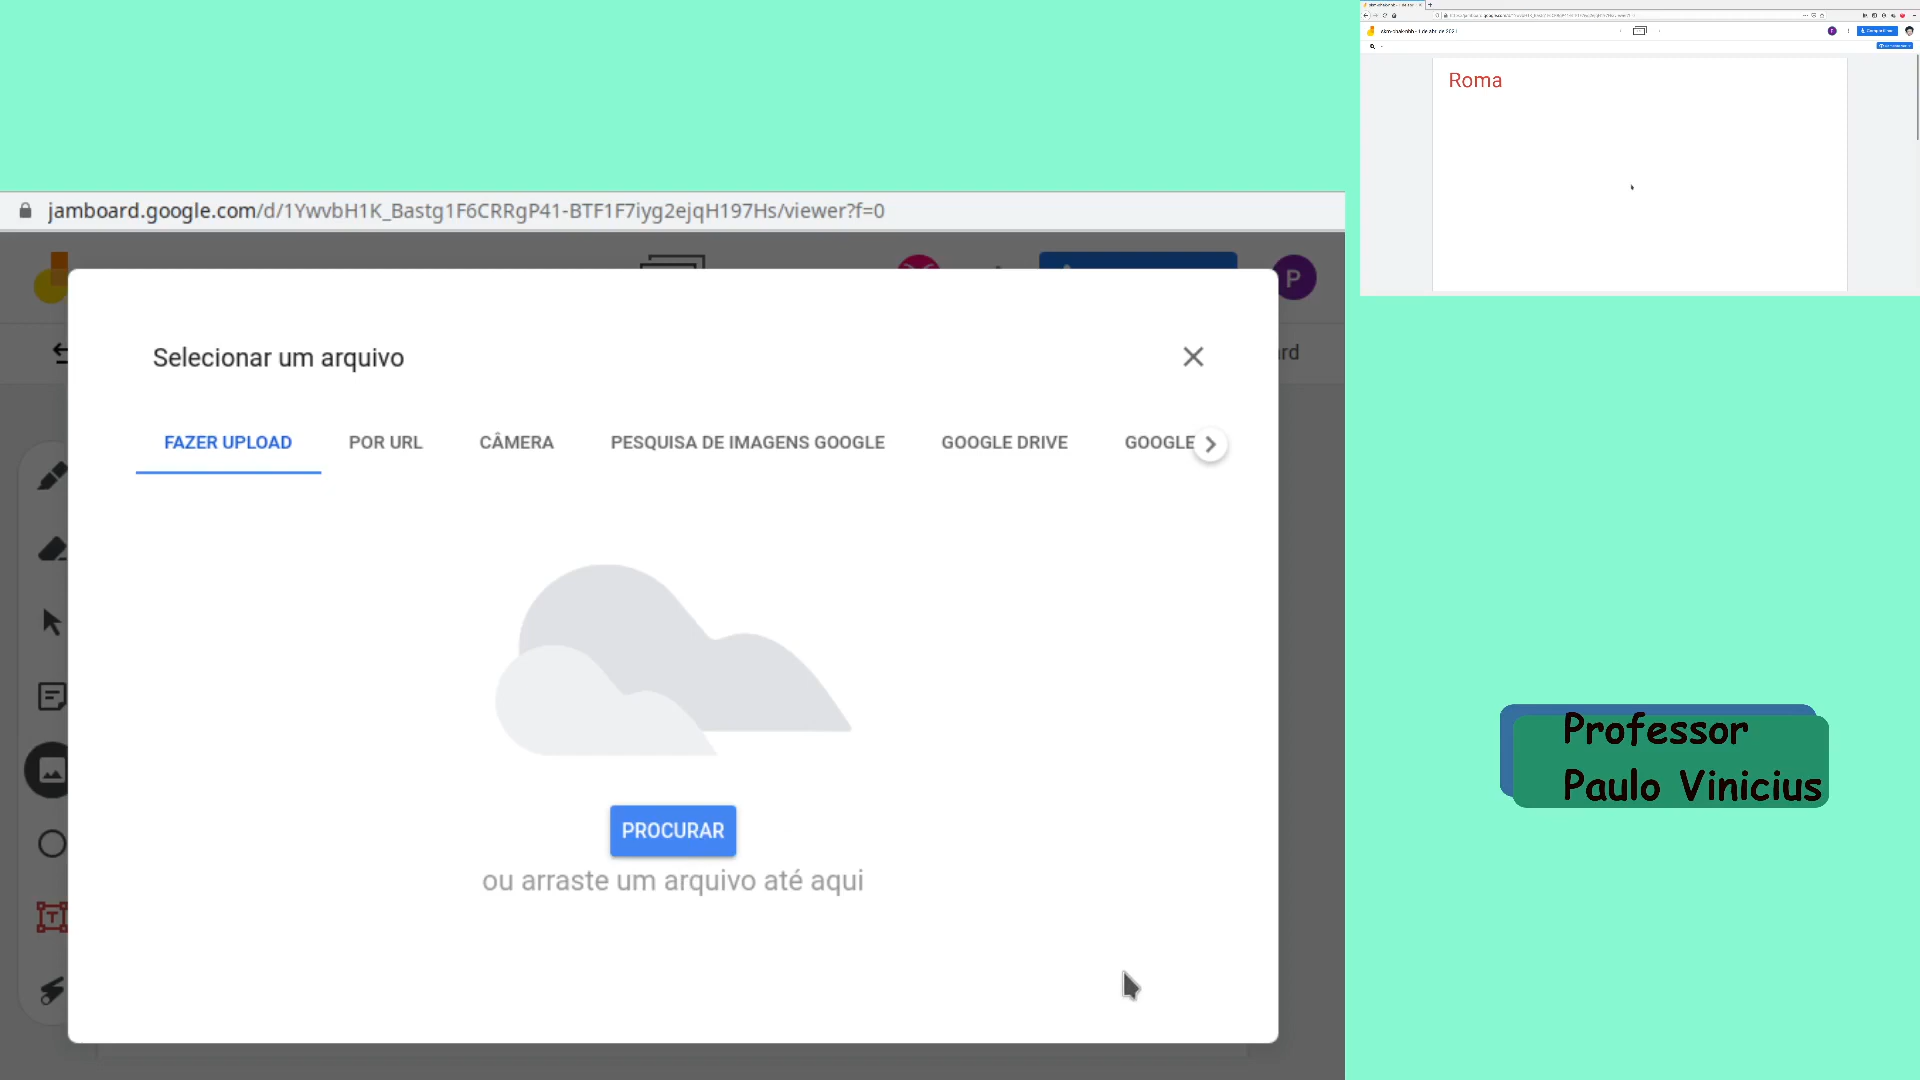 jamboard.google.com/d/1YwvbH1K_Bastg1F6CRRgP41-BTF1F7iyg2ejqH197Hs/viewer?f=0
P
rd
Selecionar um arquivo
FAZER UPLOAD POR URL CÂMERA PESQUISA DE IMAGENS GOOGLE GOOGLE DRIVE GOOGLE
PROCURAR
ou arraste um arquivo até aqui
Roma
Professor
Paulo Vinicius